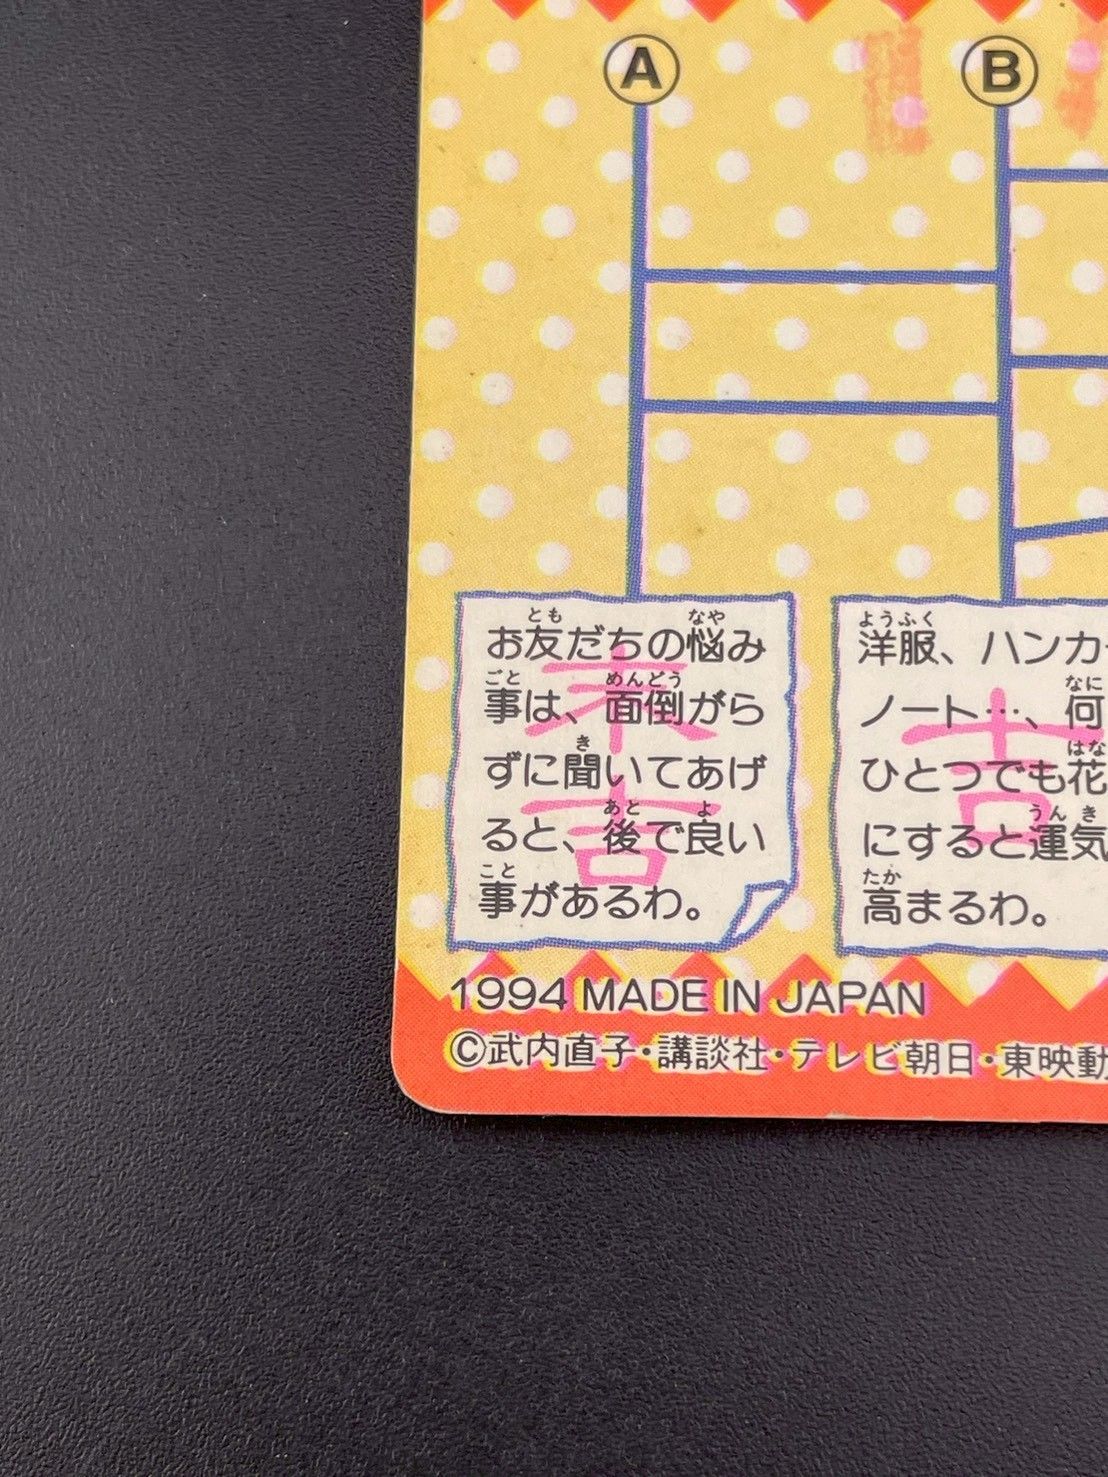 A
B
お友だちの悩み
事は、面倒がら
ずに聞いてあげ
ると、後で良い
事があるわ。
末吉
洋服、ハンカ
ノート…、何
ひとつでも花
にすると運気
高まるわ。
吉
1994 MADE IN JAPAN
©武内直子・講談社・テレビ朝日・東映動